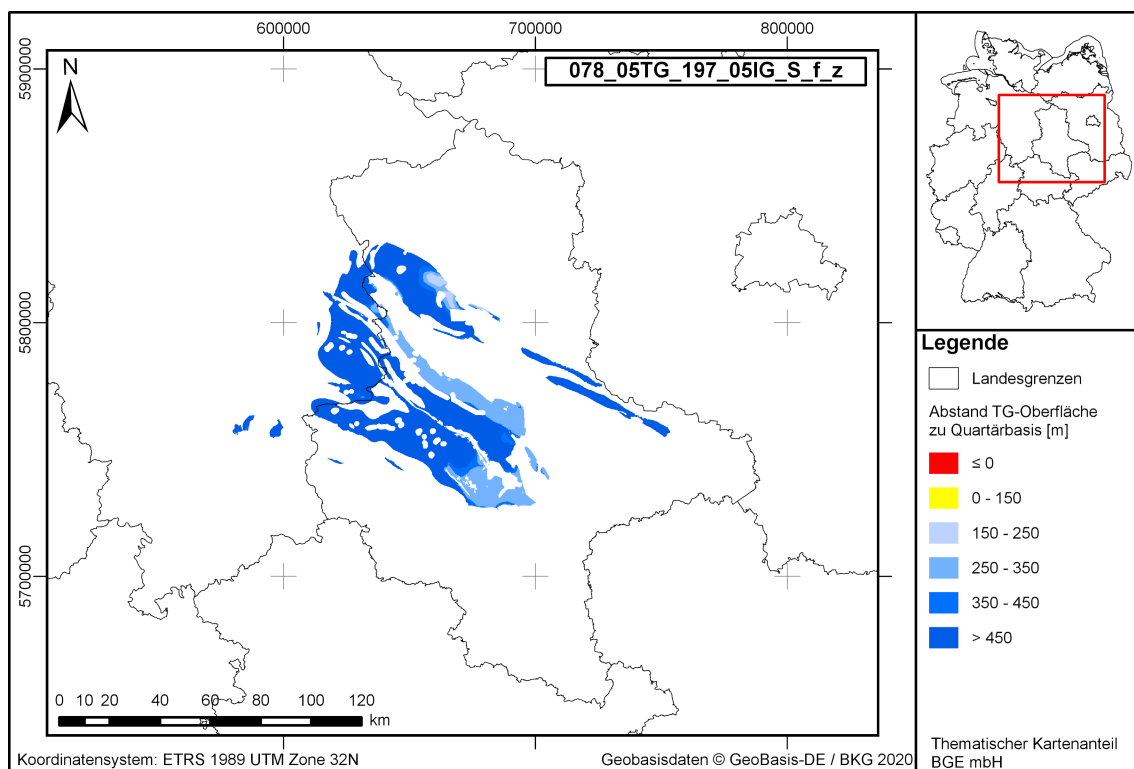 600000
700000
800000
5900000
5800000
5700000
N
078_05TG_197_05IG_S_f_z
0 10 20 40 60 80 100 120
km
Koordinatensystem: ETRS 1989 UTM Zone 32N
Geobasisdaten © GeoBasis-DE / BKG 2020
Legende
Landesgrenzen
Abstand TG-Oberfläche
zu Quartärbasis [m]
≤ 0
0 - 150
150 - 250
250 - 350
350 - 450
> 450
Thematischer Kartenanteil
BGE mbH